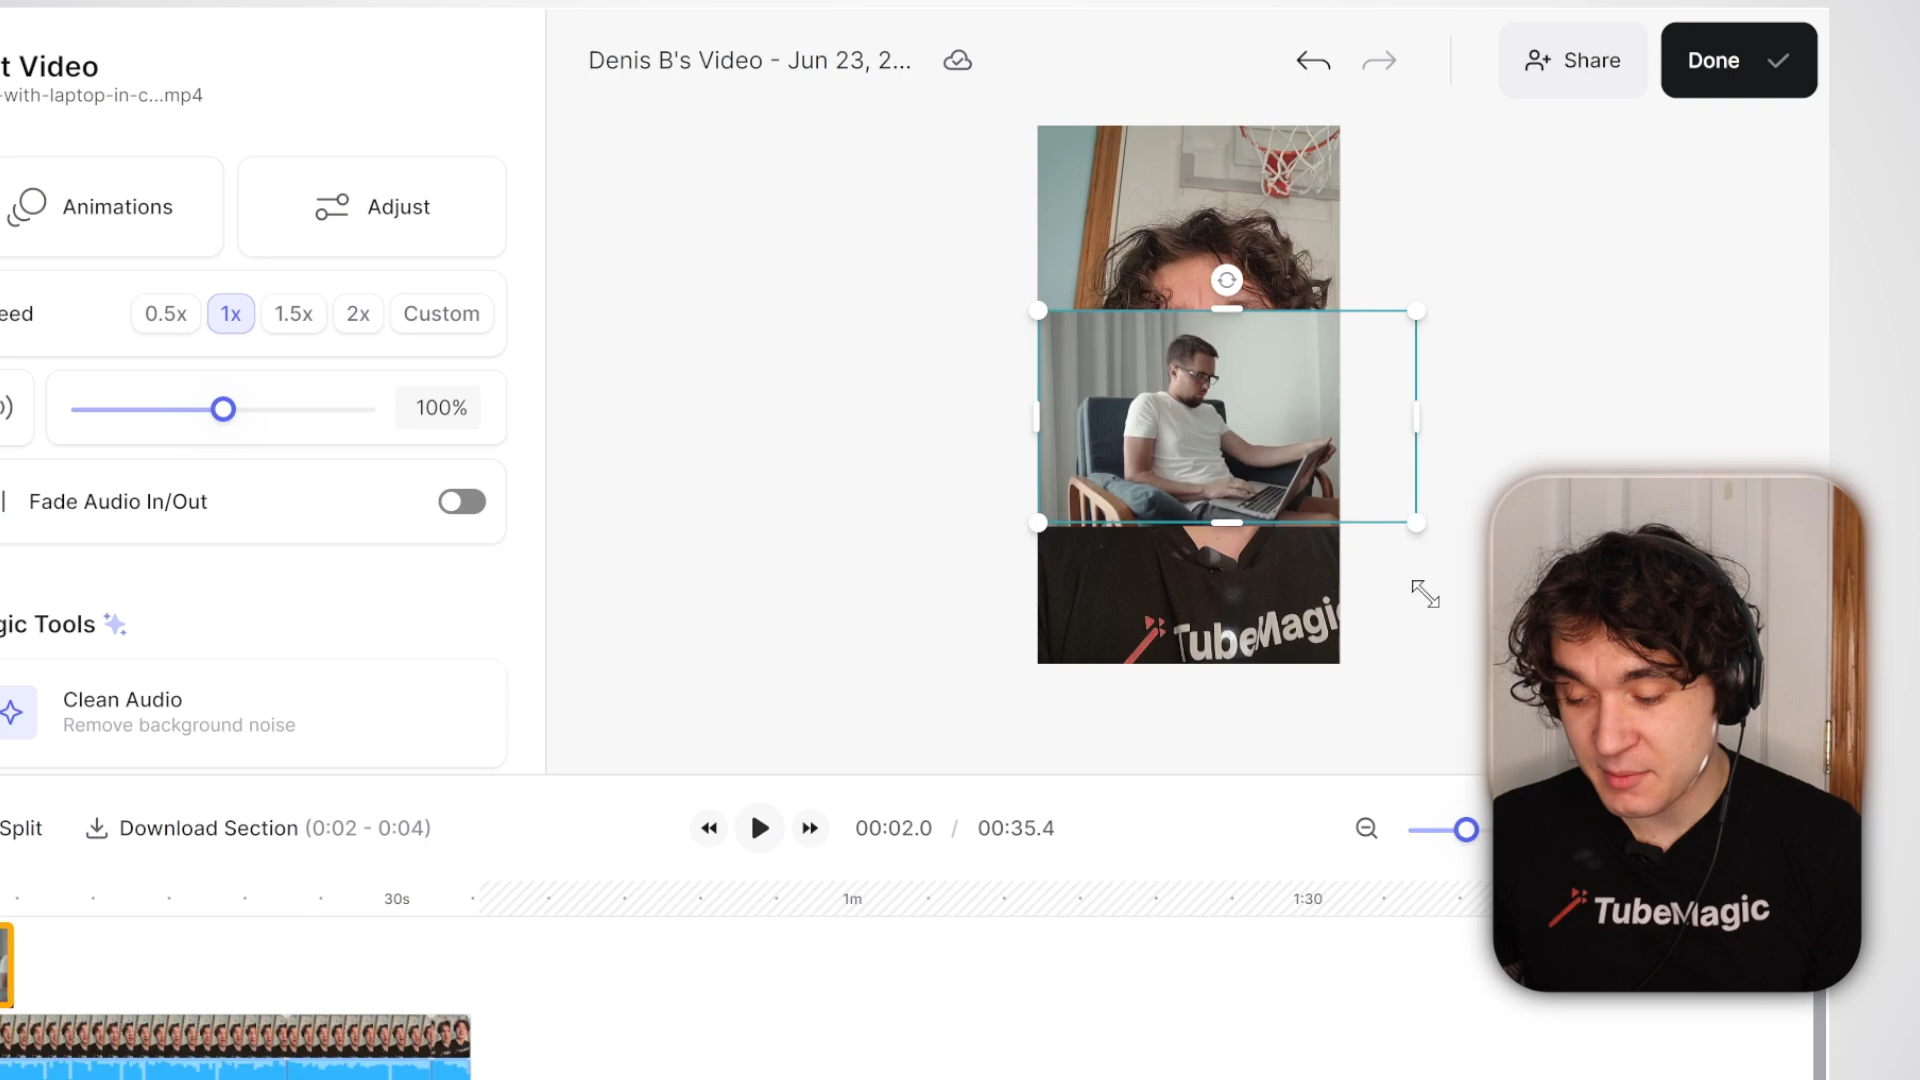 t Video
-with-laptop-in-c...mp4
Denis B's Video - Jun 23, 2...
Share
Done
Animations
Adjust
eed
0.5x
1x
1.5x
2x
Custom
100%
Fade Audio In/Out
gic Tools
Clean Audio
Remove background noise
TubeMagic
Split
Download Section (0:02 - 0:04)
00:02.0 / 00:35.4
30s
1m
1:30
TubeMagic